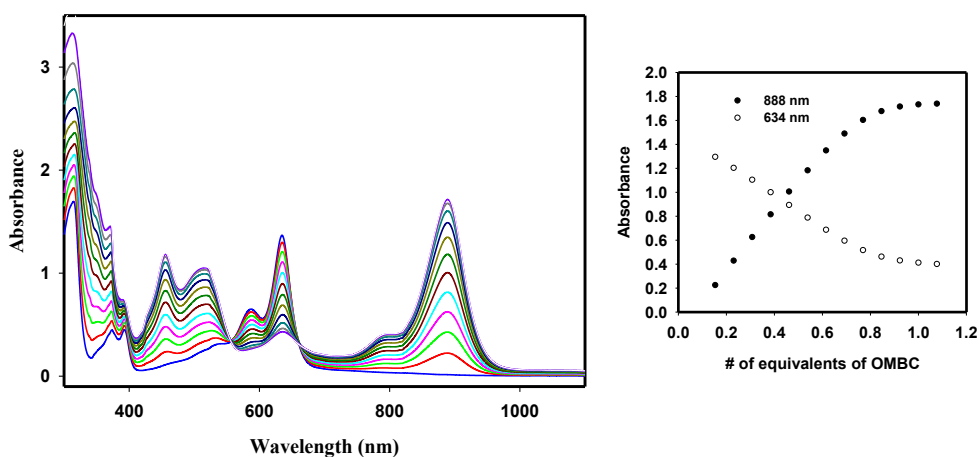 Absorbance
3
2
1
0
400
600
800
1000
Wavelength (nm)
Absorbance
2.0
1.8
1.6
1.4
1.2
1.0
0.8
0.6
0.4
0.2
0.0
888 nm
634 nm
0.0 0.2 0.4 0.6 0.8 1.0 1.2
# of equivalents of OMBC